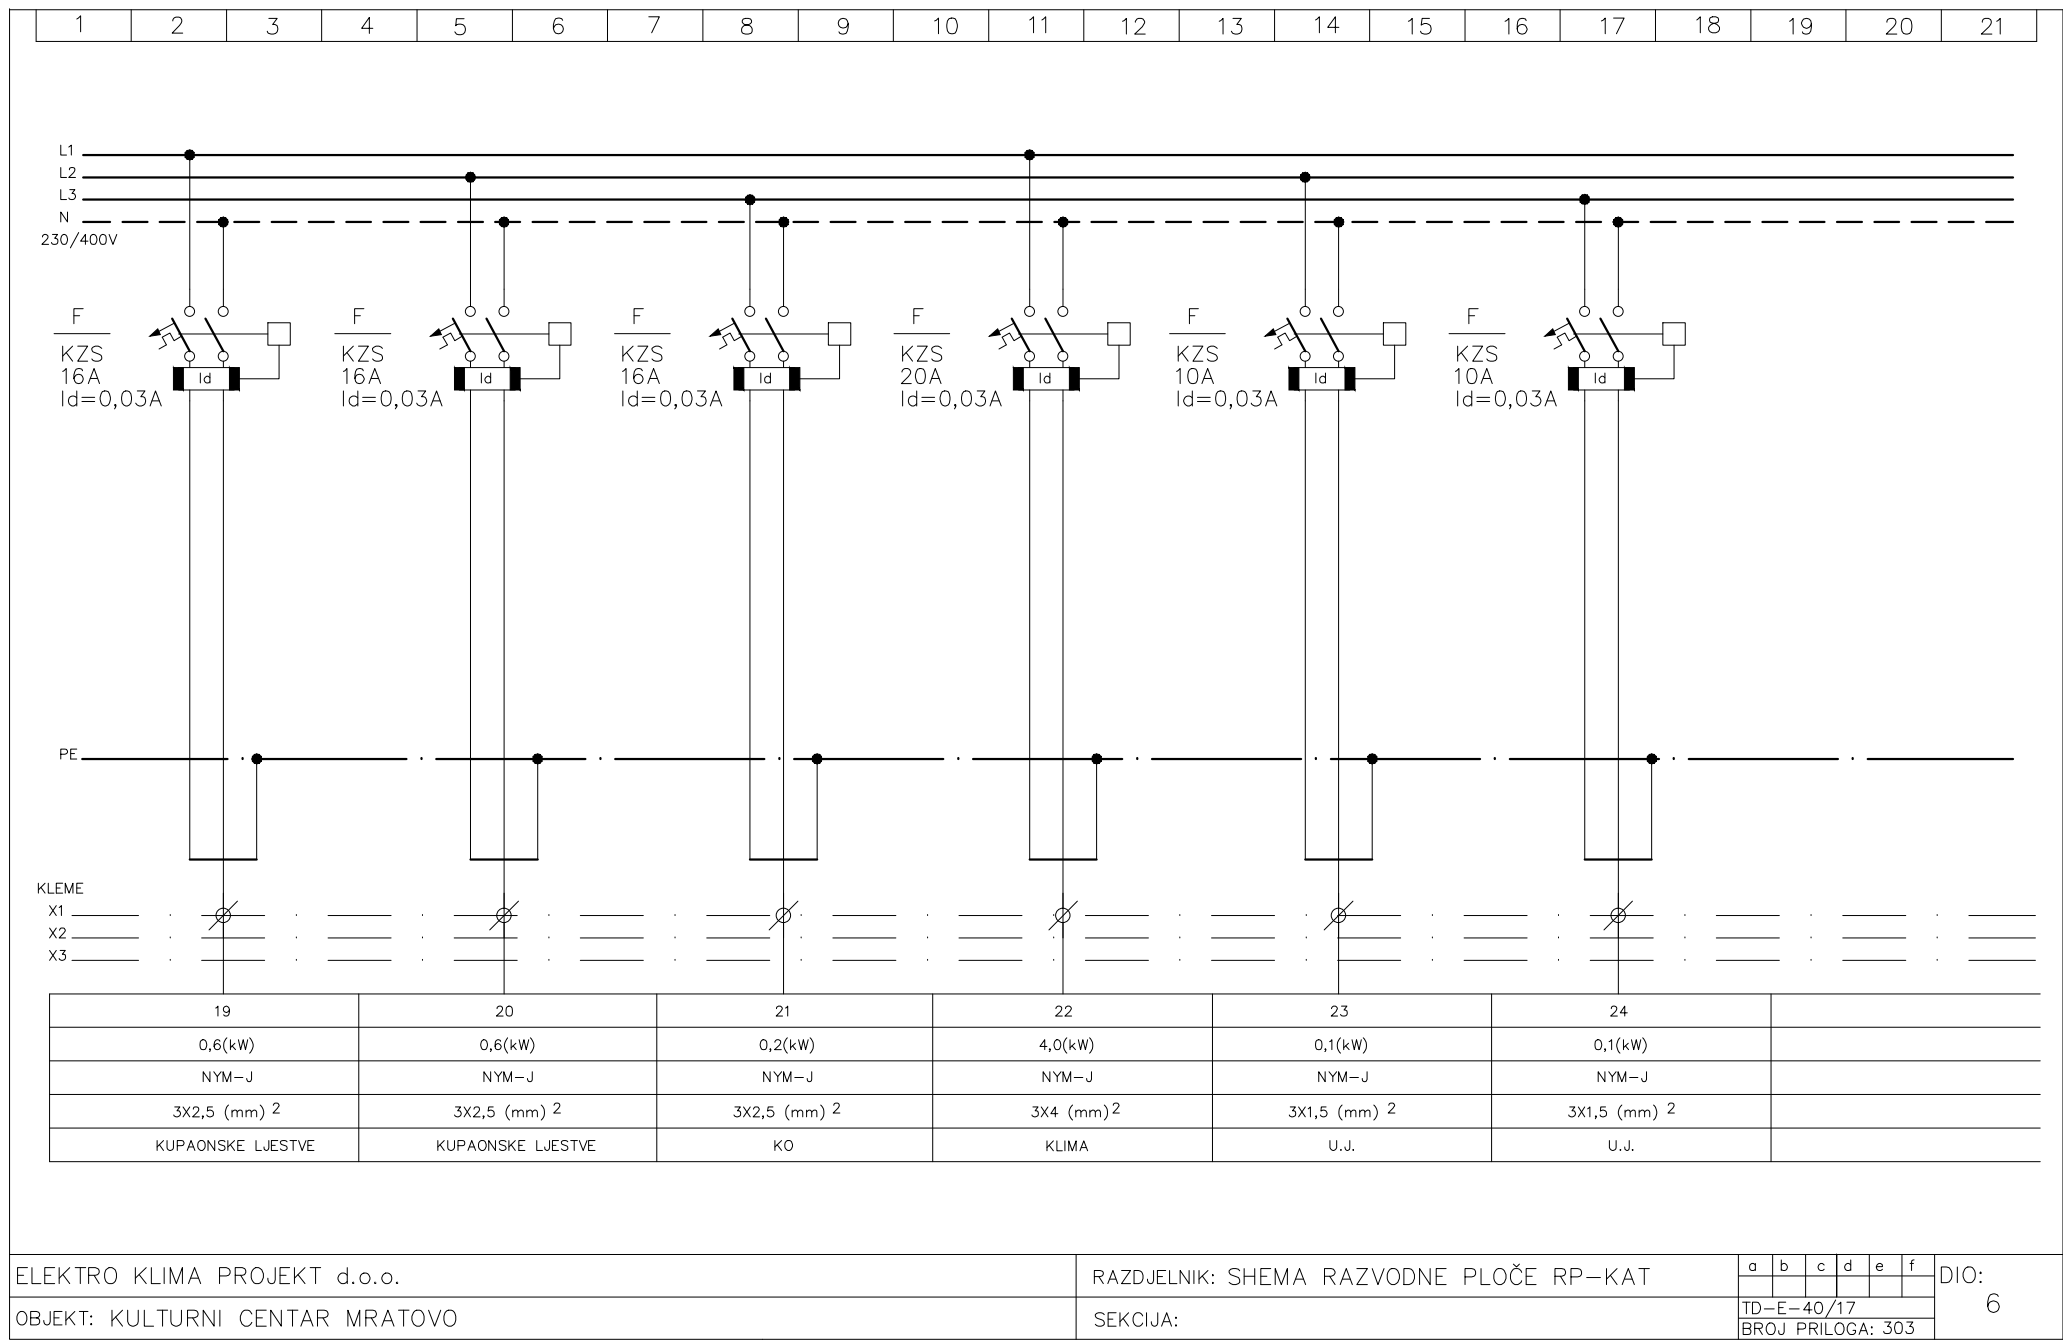 1 2 3 4 5 6 7 8 9 10 11 12 13 14 15 16 17 18 19 20 21
L1
L2
L3
N
230/400V
F F F F F F
KZS KZS KZS KZS KZS KZS
16A 16A 16A 20A 10A 10A
Id Id Id Id Id Id
Id=0,03A Id=0,03A Id=0,03A Id=0,03A Id=0,03A Id=0,03A
PE
KLEME
X1
X2
X3
19 20 21 22 23 24
0,6(kW) 0,6(kW) 0,2(kW) 4,0(kW) 0,1(kW) 0,1(kW)
NYM-J NYM-J NYM-J NYM-J NYM-J NYM-J
3X2,5 (mm) 2 3X2,5 (mm) 2 3X2,5 (mm) 2 3X4 (mm) 2 3X1,5 (mm) 2 3X1,5 (mm) 2
KUPAONSKE LJESTVE KUPAONSKE LJESTVE KO KLIMA U.J. U.J.
ELEKTRO KLIMA PROJEKT d.o.o.
OBJEKT: KULTURNI CENTAR MRATOVO
RAZDJELNIK: SHEMA RAZVODNE PLOČE RP-KAT
SEKCIJA:
a b c d e f
TD-E-40/17
BROJ PRILOGA: 303
DIO:
6